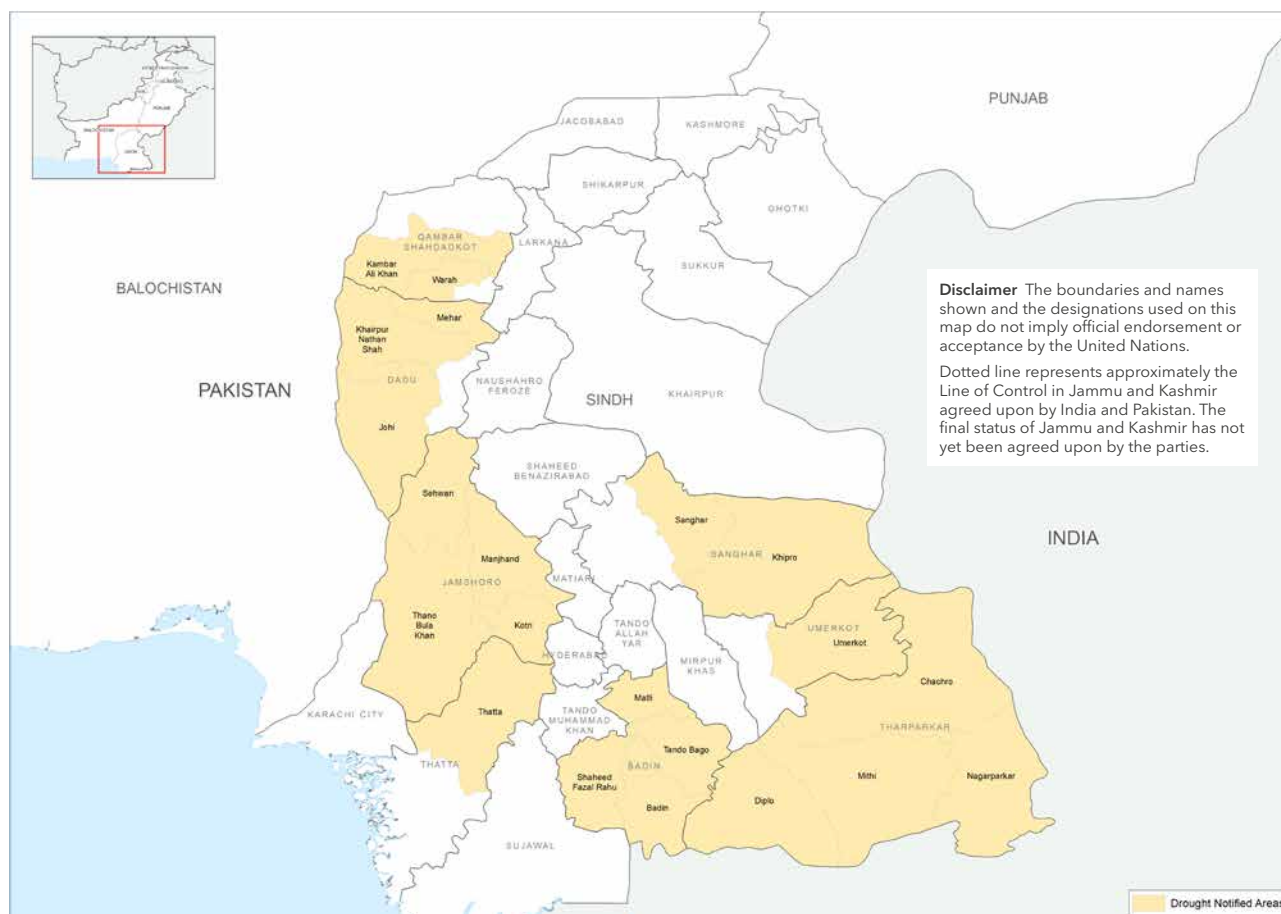 PUNJAB
BALOCHISTAN
SINDH
PUNJAB
JACOBABAD
KASHMORE
SHIKARPUR
GHOTKI
QAMBAR
SHAHDADKOT
LARKANA
SUKKUR
Kambar
Ali Khan
Warah
BALOCHISTAN
Mehar
Khairpur
Nathan
Shah
DADU
NAUSHAHRO
FEROZE
PAKISTAN
SINDH
KHAIRPUR
Johi
Disclaimer The boundaries and names
shown and the designations used on this
map do not imply official endorsement or
acceptance by the United Nations.
Dotted line represents approximately the
Line of Control in Jammu and Kashmir
agreed upon by India and Pakistan. The
final status of Jammu and Kashmir has not
yet been agreed upon by the parties.
SHAHEED
BENAZIRABAD
Sehwan
Sanghar
SANGHAR
Khipro
INDIA
Manjhand
JAMSHORO
MATIARI
Thano
Bula
Khan
Kotri
TANDO
ALLAH
YAR
UMERKOT
Umerkot
HYDERABAD
MIRPUR
KHAS
Chachro
Matli
KARACHI CITY
Thatta
TANDO
MUHAMMAD
KHAN
THARPARKAR
Tando Bago
THATTA
BADIN
Shaheed
Fazal Rahu
Mithi
Nagarparkar
Badin
Diplo
SUJAWAL
Drought Notified Areas